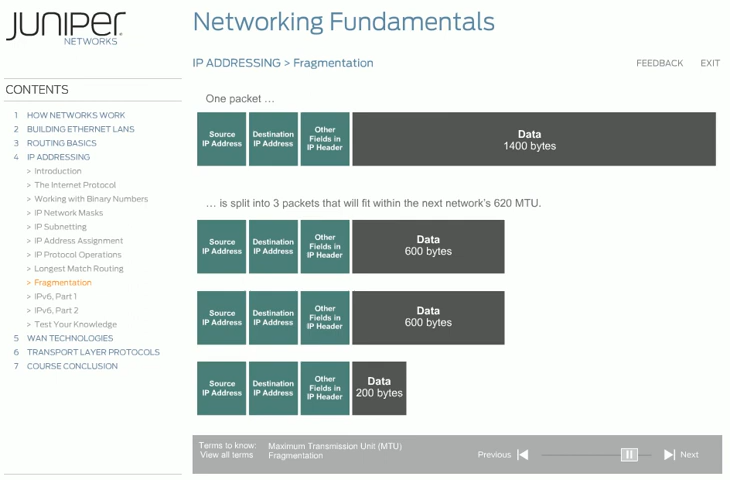 JUNIPER
NETWORKS
Networking Fundamentals
IP ADDRESSING > Fragmentation
FEEDBACK EXIT
CONTENTS
1 HOW NETWORKS WORK
2 BUILDING ETHERNET LANS
3 ROUTING BASICS
4 IP ADDRESSING
> Introduction
> The Internet Protocol
> Working with Binary Numbers
> IP Network Masks
> IP Subnetting
> IP Address Assignment
> IP Protocol Operations
> Longest Match Routing
> Fragmentation
> IPv6, Part 1
> IPv6, Part 2
> Test Your Knowledge
5 WAN TECHNOLOGIES
6 TRANSPORT LAYER PROTOCOLS
7 COURSE CONCLUSION
One packet ...
Source
IP Address
Destination
IP Address
Other
Fields in
IP Header
Data
1400 bytes
... is split into 3 packets that will fit within the next network's 620 MTU.
Source
IP Address
Destination
IP Address
Other
Fields in
IP Header
Data
600 bytes
Source
IP Address
Destination
IP Address
Other
Fields in
IP Header
Data
600 bytes
Source
IP Address
Destination
IP Address
Other
Fields in
IP Header
Data
200 bytes
Terms to know: Maximum Transmission Unit (MTU)
View all terms Fragmentation
Previous Next